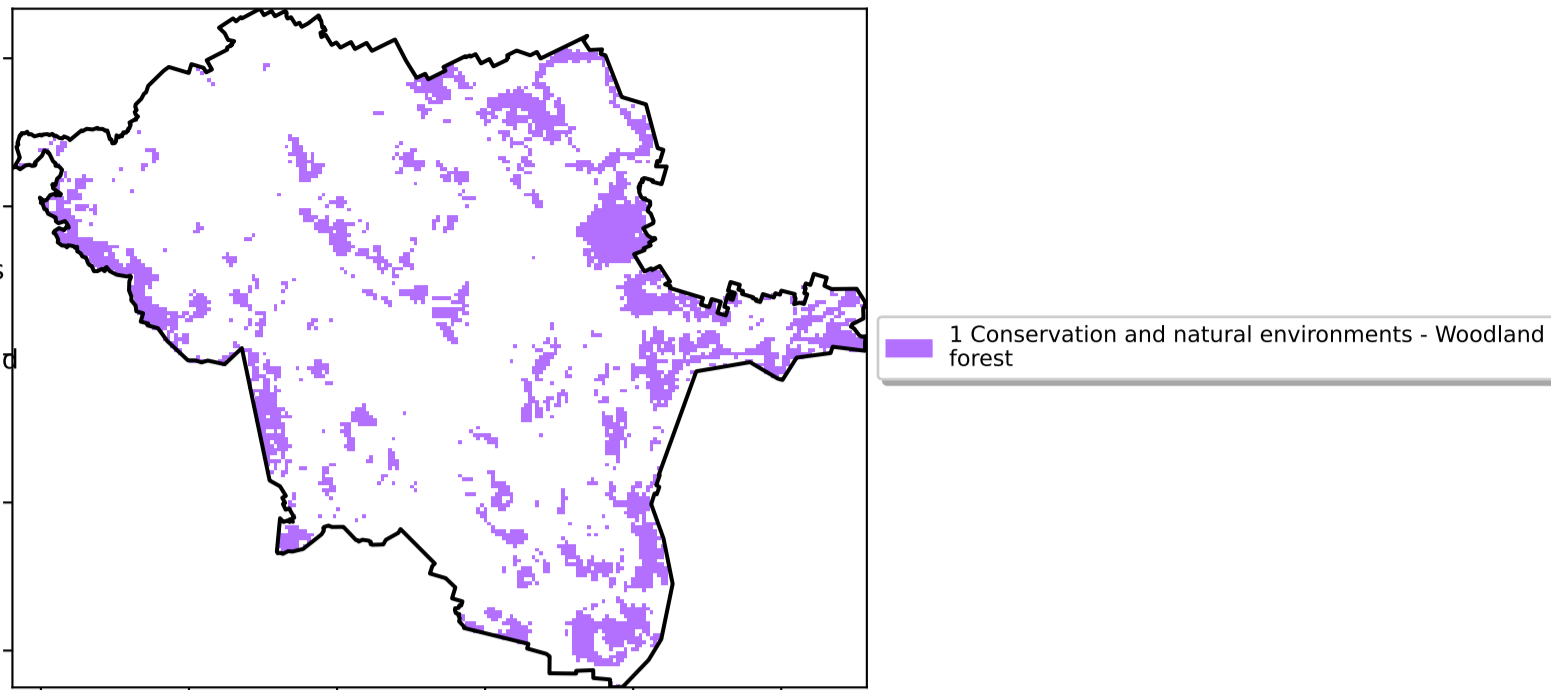 s
1 Conservation and natural environments - Woodland
forest
d